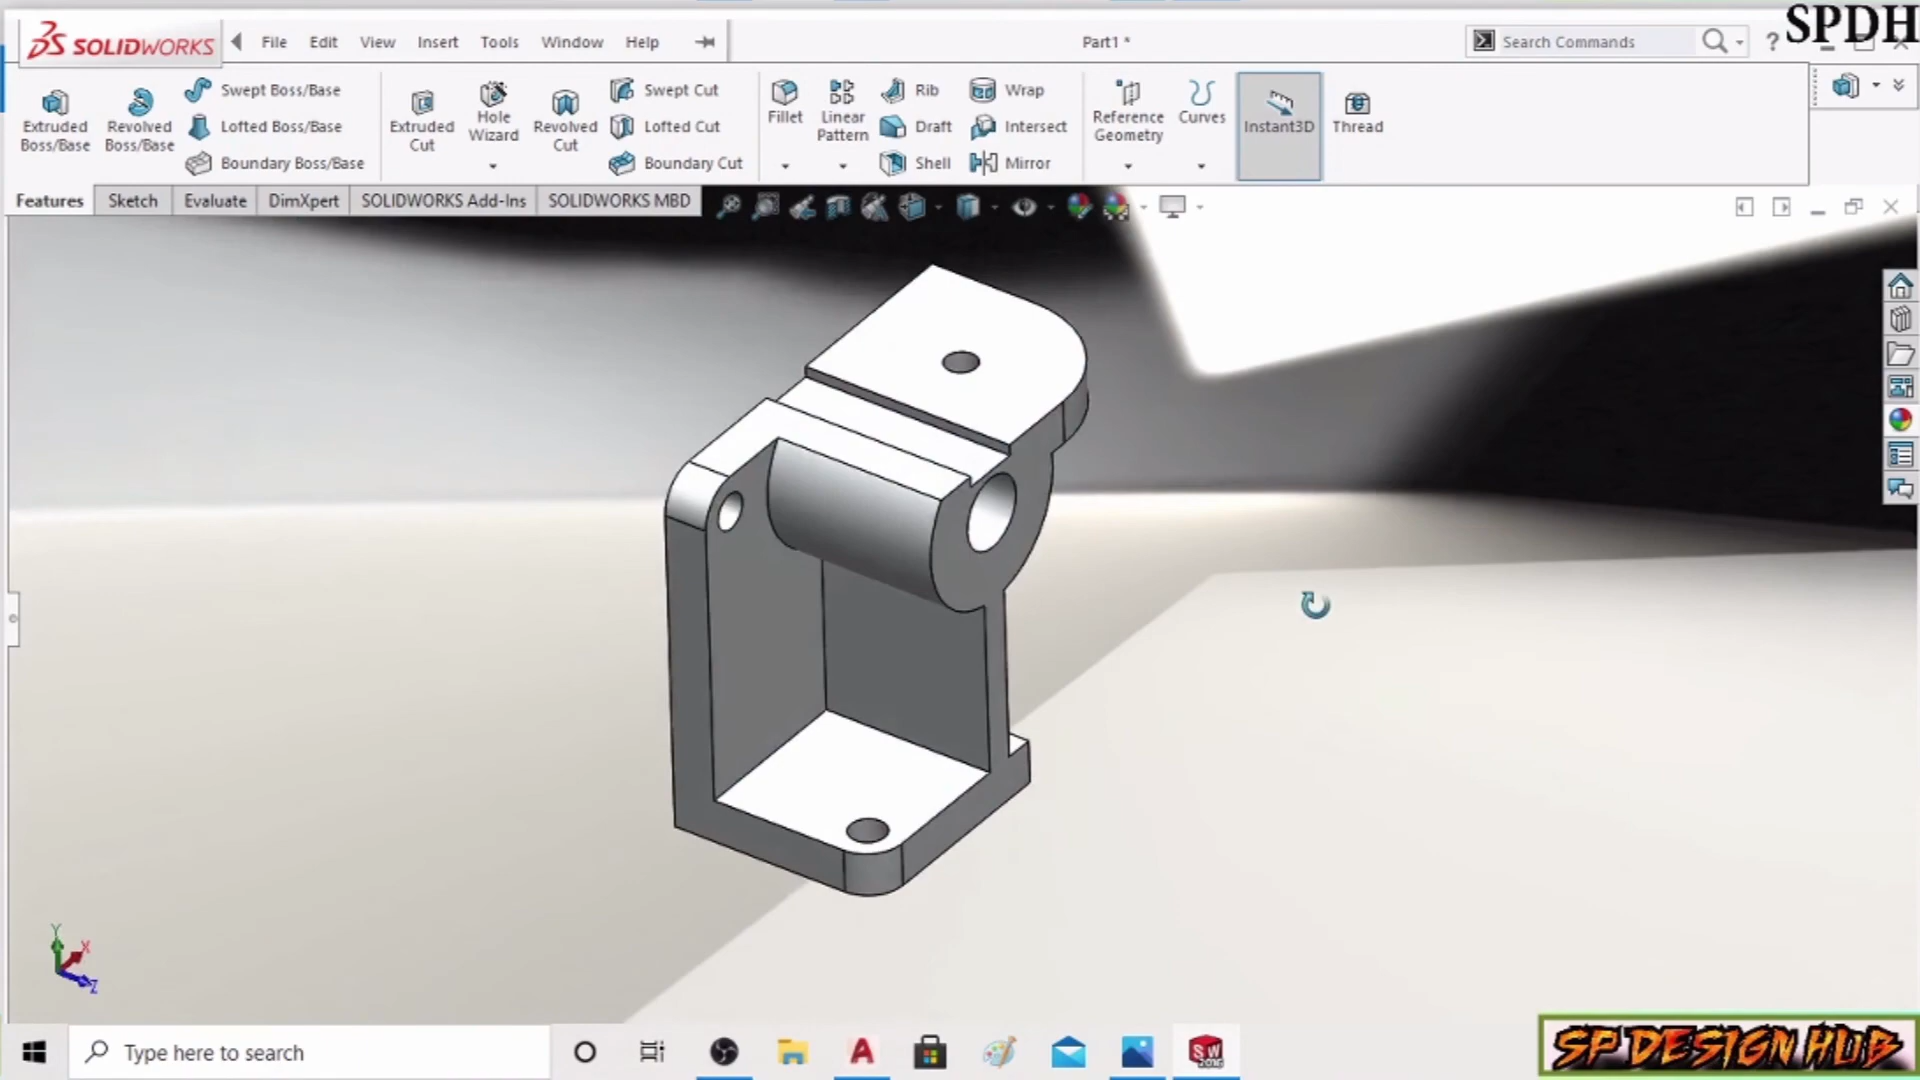 SPDH
SOLIDWORKS File Edit View Insert Tools Window Help Part1 * Search Commands ?
Extruded Boss/Base
Revolved Boss/Base
Swept Boss/Base
Lofted Boss/Base
Boundary Boss/Base
Extruded Cut
Hole Wizard
Revolved Cut
Swept Cut
Lofted Cut
Boundary Cut
Fillet
Linear Pattern
Rib
Draft
Shell
Wrap
Intersect
Mirror
Reference Geometry
Curves
Instant3D
Thread
Features Sketch Evaluate DimXpert SOLIDWORKS Add-Ins SOLIDWORKS MBD
Y
X
Z
Type here to search
A
SW
2016
SP DESIGN HUB